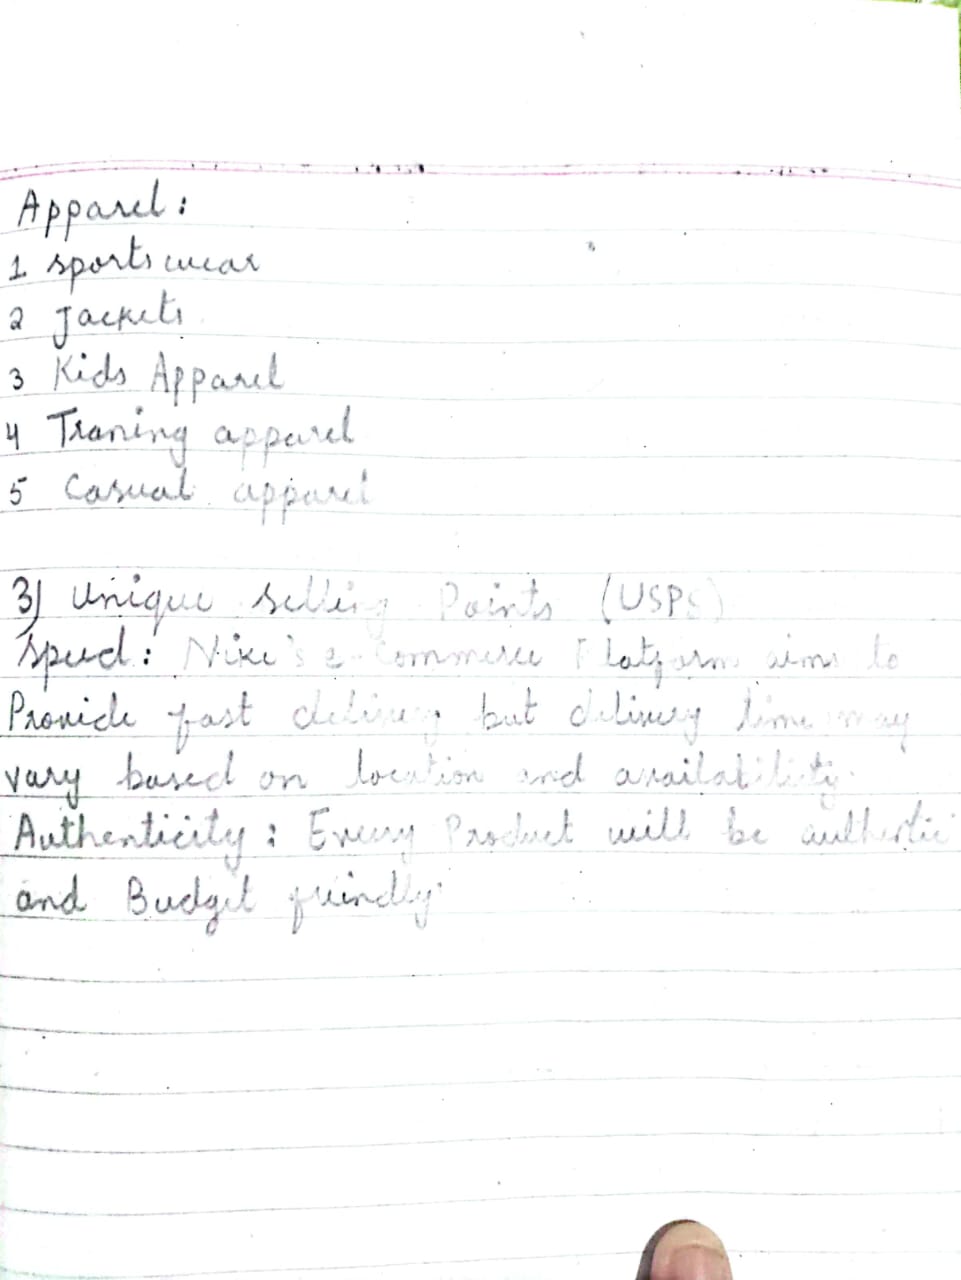 Apparel:
1 sportswear
2 Jackets
3 Kids Apparel
4 Traning apparel
5 Casual apparel
3) Unique Selling Points (USPs)
Speed: Nike's e-Commerce Platform aims to
Provide fast delivery but delivery time may
vary based on location and availability.
Authenticity: Every Product will be authentic
and Budget friendly.